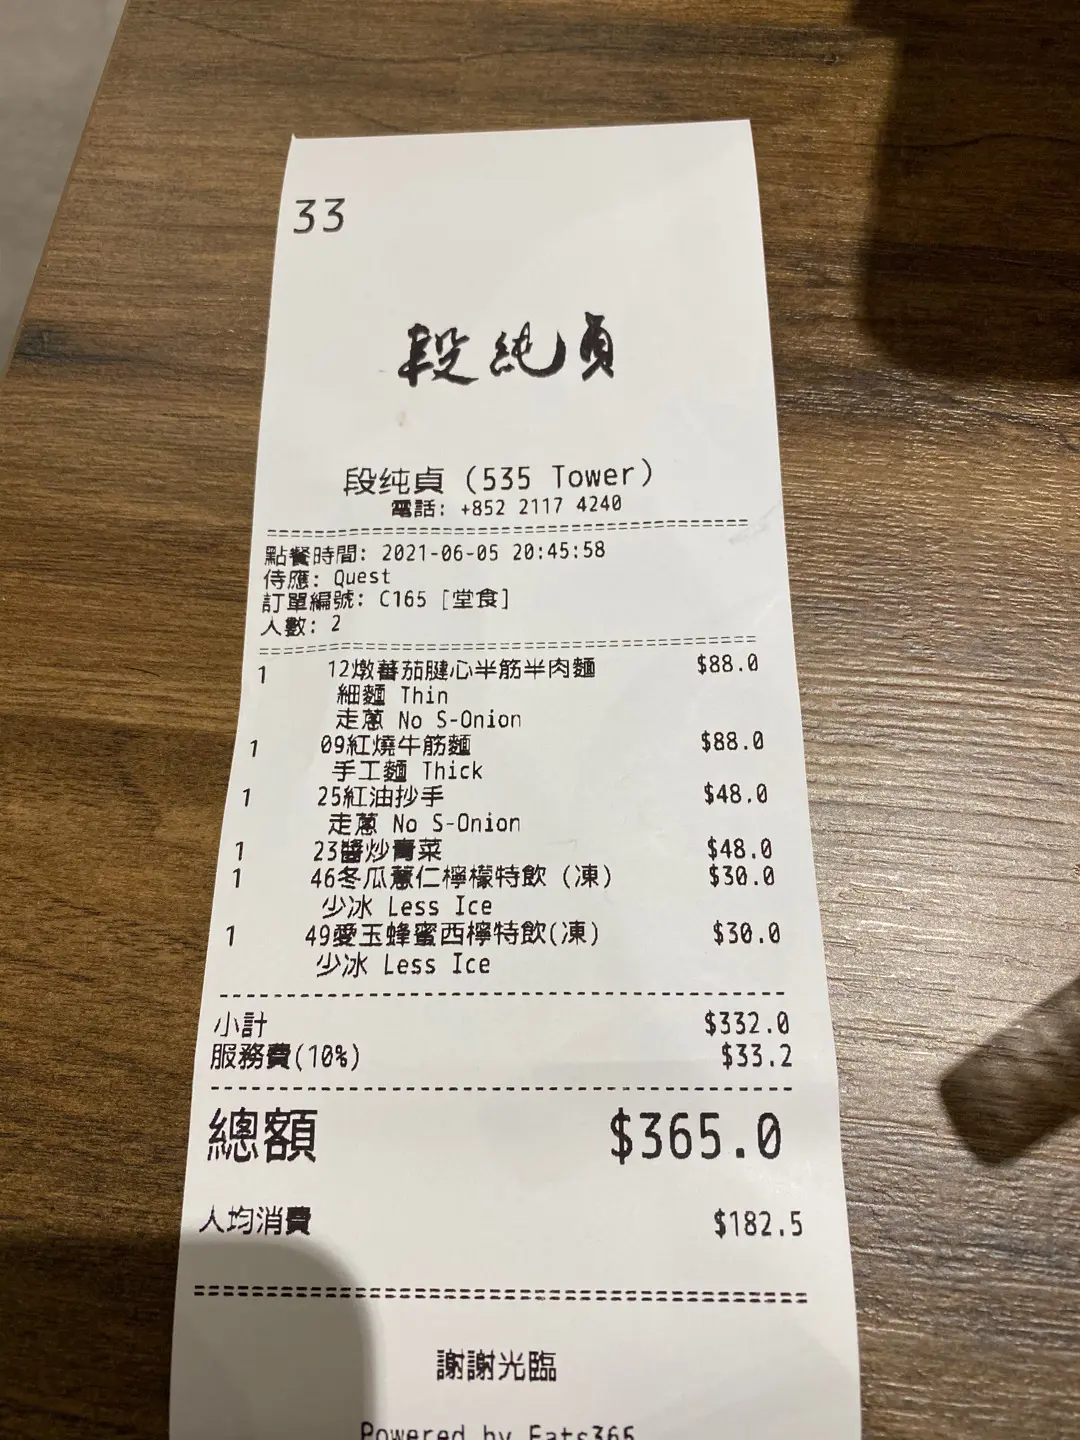 33
段純貞
段纯貞 (535 Tower)
電話: +852 2117 4240
點餐時間: 2021-06-05 20:45:58
侍應: Quest
訂單編號: C165 [堂食]
人數: 2
1 12燉蕃茄腱心半筋半肉麵 $88.0
細麵 Thin
走蔥 No S-Onion
1 09紅燒牛筋麵 $88.0
手工麵 Thick
1 25紅油抄手 $48.0
走蔥 No S-Onion
1 23醬炒青菜 $48.0
1 46冬瓜薏仁檸檬特飲 (凍) $30.0
少冰 Less Ice
1 49愛玉蜂蜜西檸特飲(凍) $30.0
少冰 Less Ice
小計 $332.0
服務費(10%) $33.2
總額 $365.0
人均消費 $182.5
謝謝光臨
Powered by Eats365